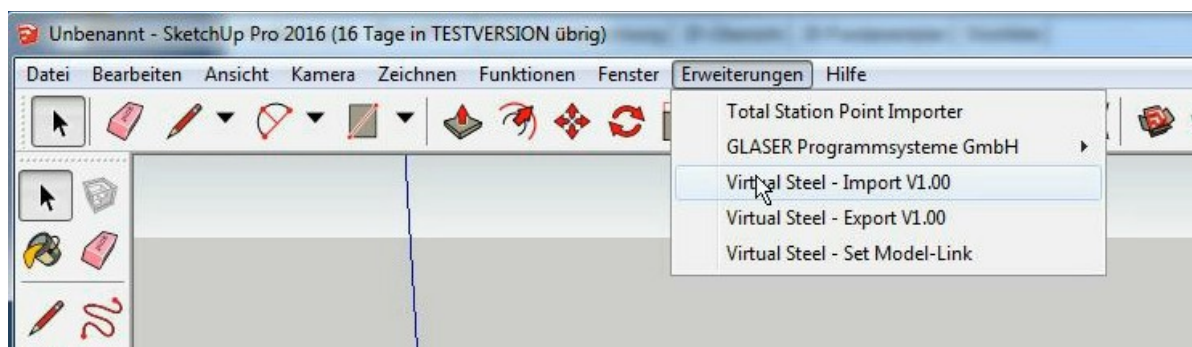 Unbenannt - SketchUp Pro 2016 (16 Tage in TESTVERSION übrig)
Datei Bearbeiten Ansicht Kamera Zeichnen Funktionen Fenster Erweiterungen Hilfe
Total Station Point Importer
GLASER Programmsysteme GmbH
Virtual Steel - Import V1.00
Virtual Steel - Export V1.00
Virtual Steel - Set Model-Link